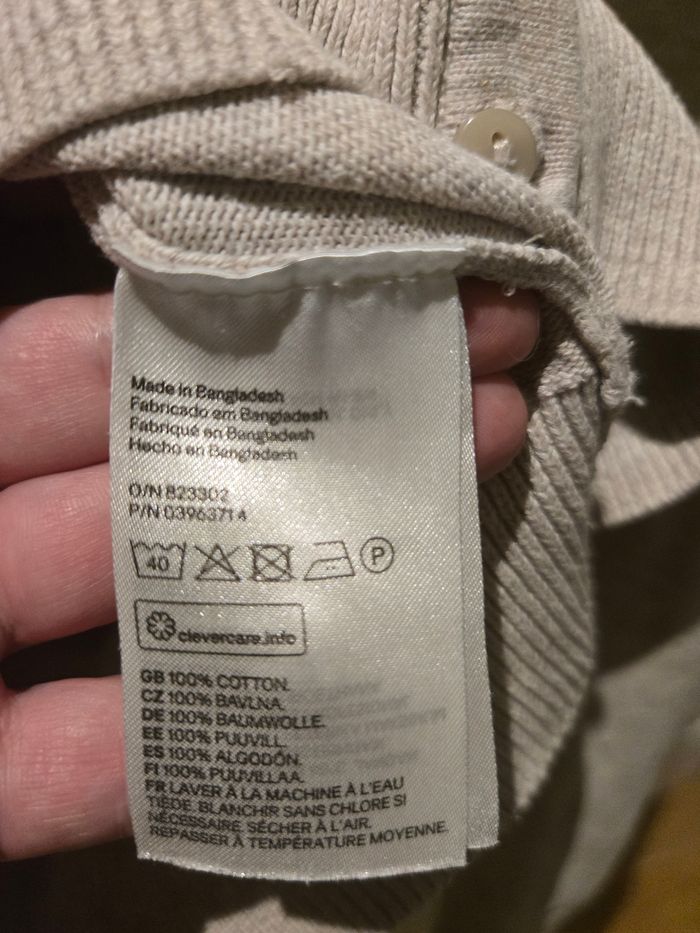 Made in Bangladesh
Fabricado em Bangladesh
Fabriqué en Bangladesh
Hecho en Bangladesh
O/N 823302
P/N 03963714
40
P
clevercare.info
GB 100% COTTON.
CZ 100% BAVLNA.
DE 100% BAUMWOLLE.
EE 100% PUUVILL.
ES 100% ALGODÓN.
FI 100% PUUVILLAA.
FR LAVER À LA MACHINE À L'EAU
TIÈDE. BLANCHIR SANS CHLORE SI
NÉCESSAIRE. SÉCHER À L'AIR.
REPASSER À TEMPÉRATURE MOYENNE.